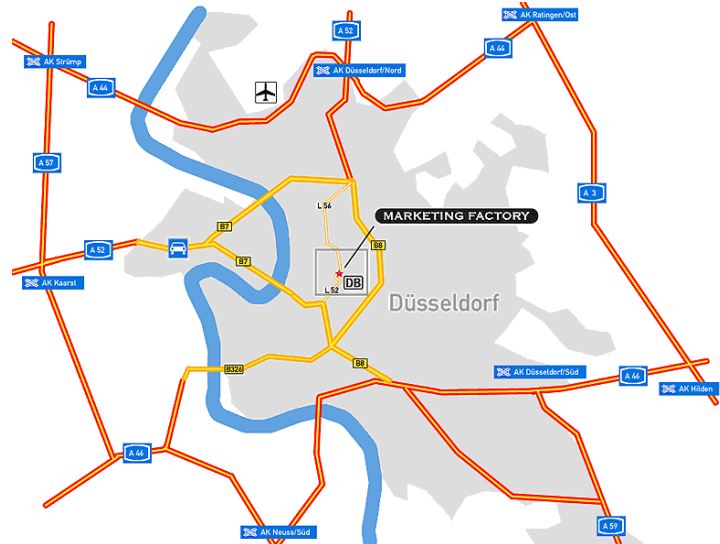 AK Ratingen/Ost
A 52
A 44
AK Strümp
AK Düsseldorf/Nord
A 44
A 57
A 3
L 56
MARKETING FACTORY
B7
A 52
B8
B7
AK Kaarst
DB
L 52
Düsseldorf
B8
B326
AK Düsseldorf/Süd
A 46
AK Hilden
A 46
AK Neuss/Süd
A 59